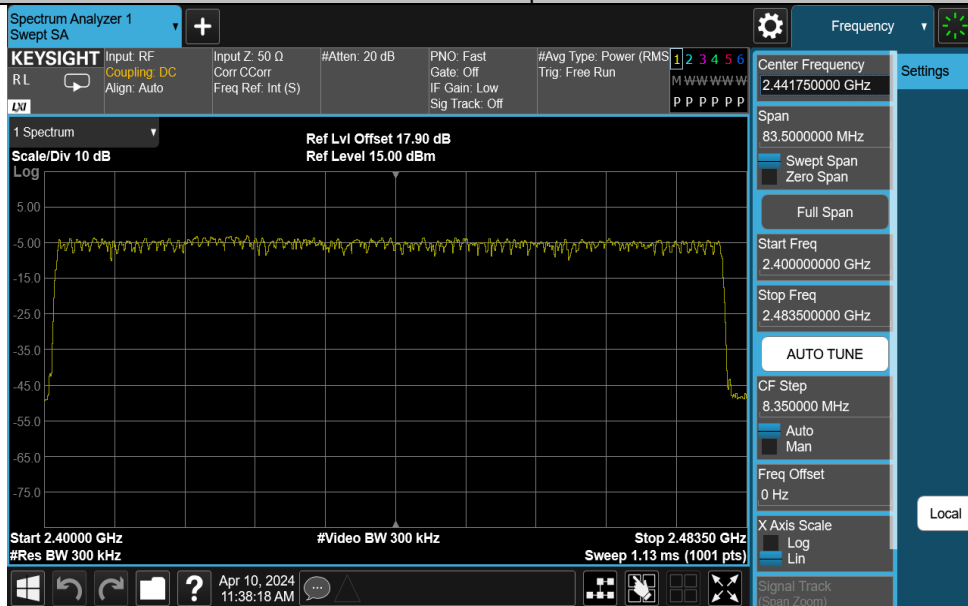 Spectrum Analyzer 1
Swept SA
+
Frequency
KEYSIGHT
R L
LXI
Input: RF
Coupling: DC
Align: Auto
Input Z: 50 Ω
Corr CCorr
Freq Ref: Int (S)
#Atten: 20 dB
PNO: Fast
Gate: Off
IF Gain: Low
Sig Track: Off
#Avg Type: Power (RMS
Trig: Free Run
1 2 3 4 5 6
M W W W W W
P P P P P P
Center Frequency
2.441750000 GHz
Settings
Span
83.5000000 MHz
Swept Span
Zero Span
Full Span
Start Freq
2.400000000 GHz
Stop Freq
2.483500000 GHz
AUTO TUNE
CF Step
8.350000 MHz
Auto
Man
Freq Offset
0 Hz
X Axis Scale
Log
Lin
Signal Track
(Span Zoom)
Local
1 Spectrum
Scale/Div 10 dB
Log
Ref Lvl Offset 17.90 dB
Ref Level 15.00 dBm
5.00
-5.00
-15.0
-25.0
-35.0
-45.0
-55.0
-65.0
-75.0
Start 2.40000 GHz
#Res BW 300 kHz
#Video BW 300 kHz
Stop 2.48350 GHz
Sweep 1.13 ms (1001 pts)
?
Apr 10, 2024
11:38:18 AM